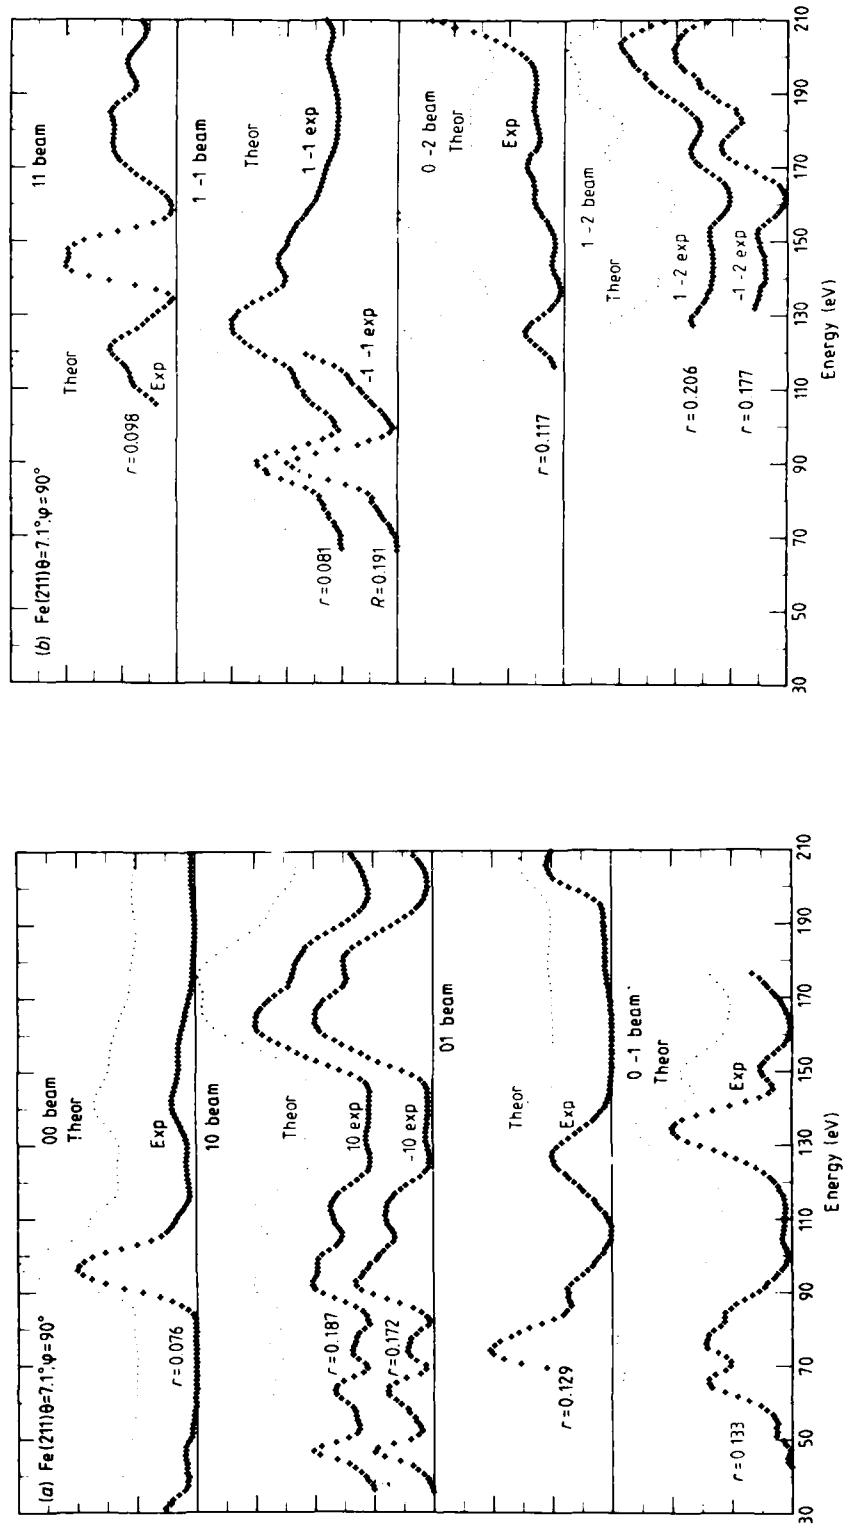 (a) Fe(211)θ=7.1°,φ=90°
00 beam
Theor
Exp
r=0.076
10 beam
Theor
10 exp
r=0.187
-10 exp
r=0.172
01 beam
Theor
Exp
r=0.129
0 -1 beam
Theor
Exp
r=0.133
30 50 70 90 110 130 150 170 190 210
Energy (eV)
(b) Fe(211)θ=7.1°,φ=90°
11 beam
Theor
Exp
r=0.098
1 -1 beam
Theor
1 -1 exp
r=0.081
-1 -1 exp
R=0.191
0 -2 beam
Theor
Exp
r=0.117
1 -2 beam
Theor
1 -2 exp
r=0.206
-1 -2 exp
r=0.177
30 50 70 90 110 130 150 170 190 210
Energy (eV)